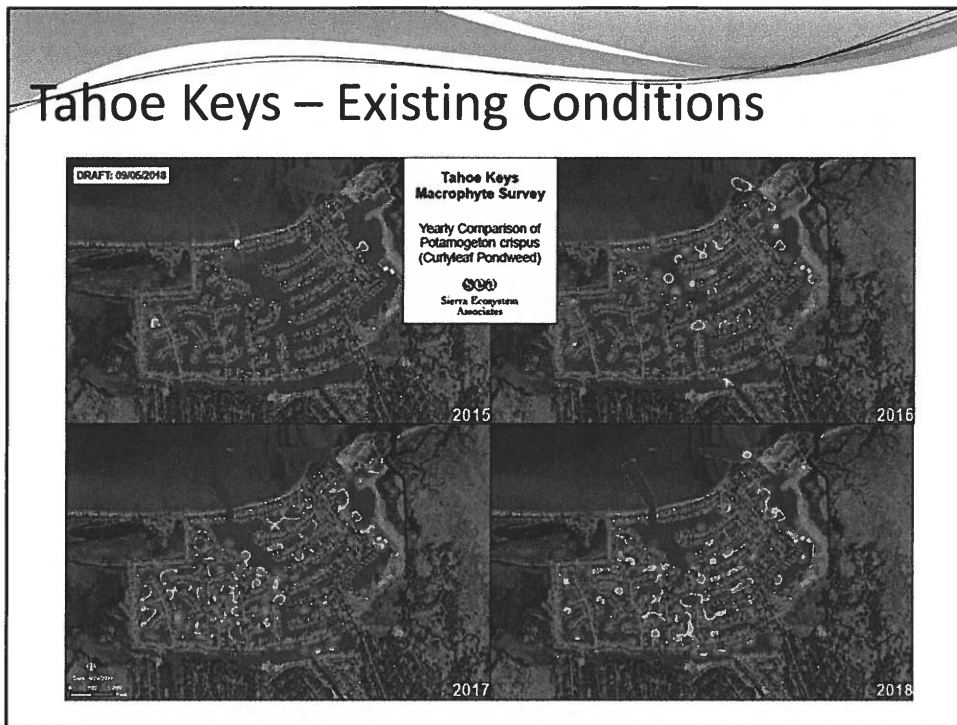 Tahoe Keys – Existing Conditions
DRAFT: 09/05/2018
Tahoe Keys
Macrophyte Survey
Yearly Comparison of
Potamogeton crispus
(Curlyleaf Pondweed)
Sierra Ecosystem
Associates
2015
2016
2017
2018